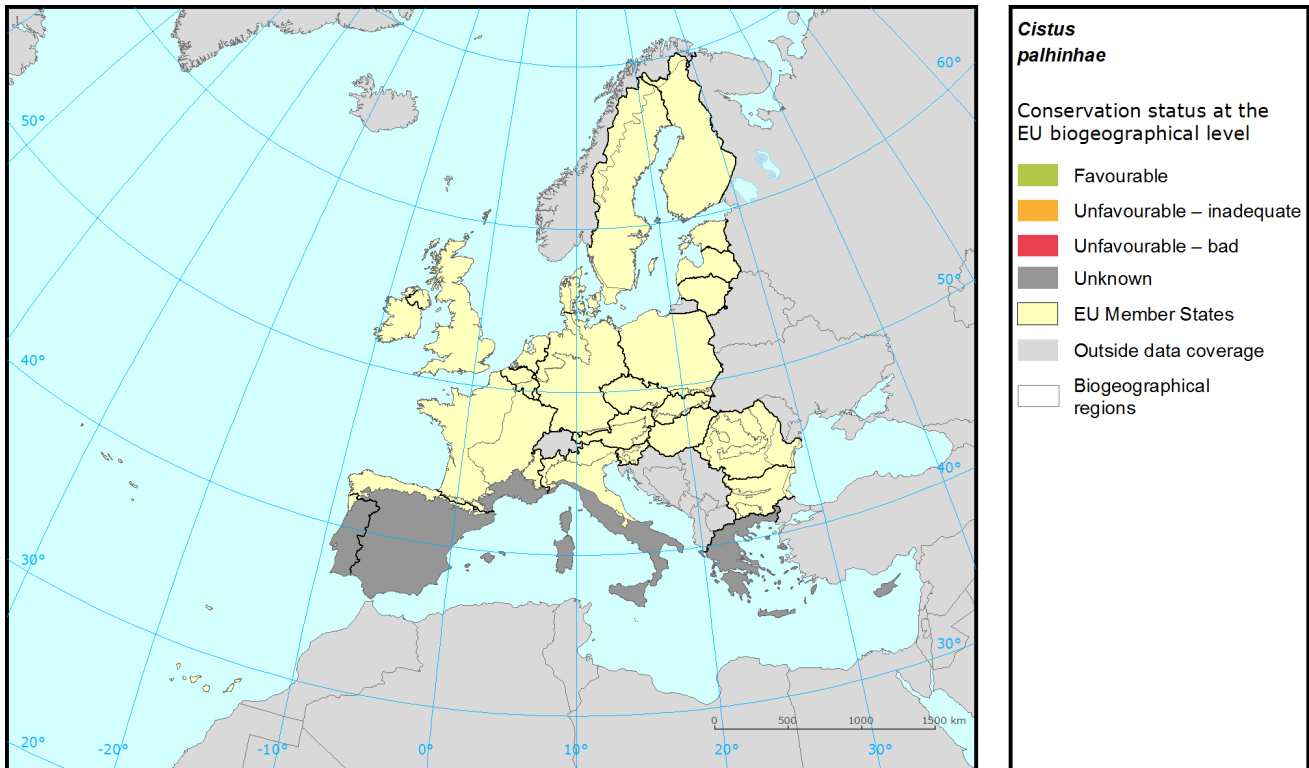 Cistus
palhinhae
Conservation status at the
EU biogeographical level
Favourable
Unfavourable – inadequate
Unfavourable – bad
Unknown
EU Member States
Outside data coverage
Biogeographical
regions
60°
50°
50°
40°
40°
30°
30°
20°
-20°
-10°
0°
10°
20°
30°
0
500
1000
1500 km